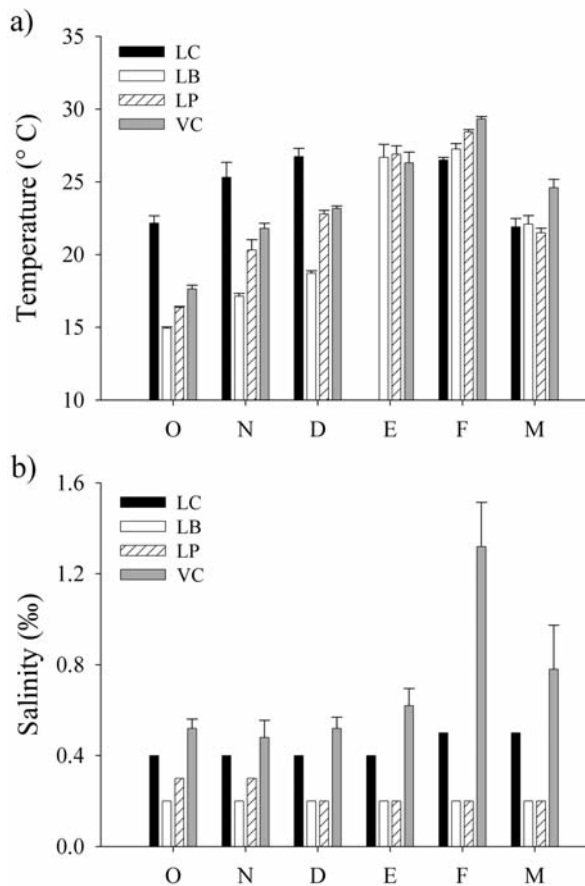 a)
35
30
25
20
15
10
Temperature (° C)
LC
LB
LP
VC
O N D E F M
b)
1.6
1.2
0.8
0.4
0.0
Salinity (‰)
LC
LB
LP
VC
O N D E F M